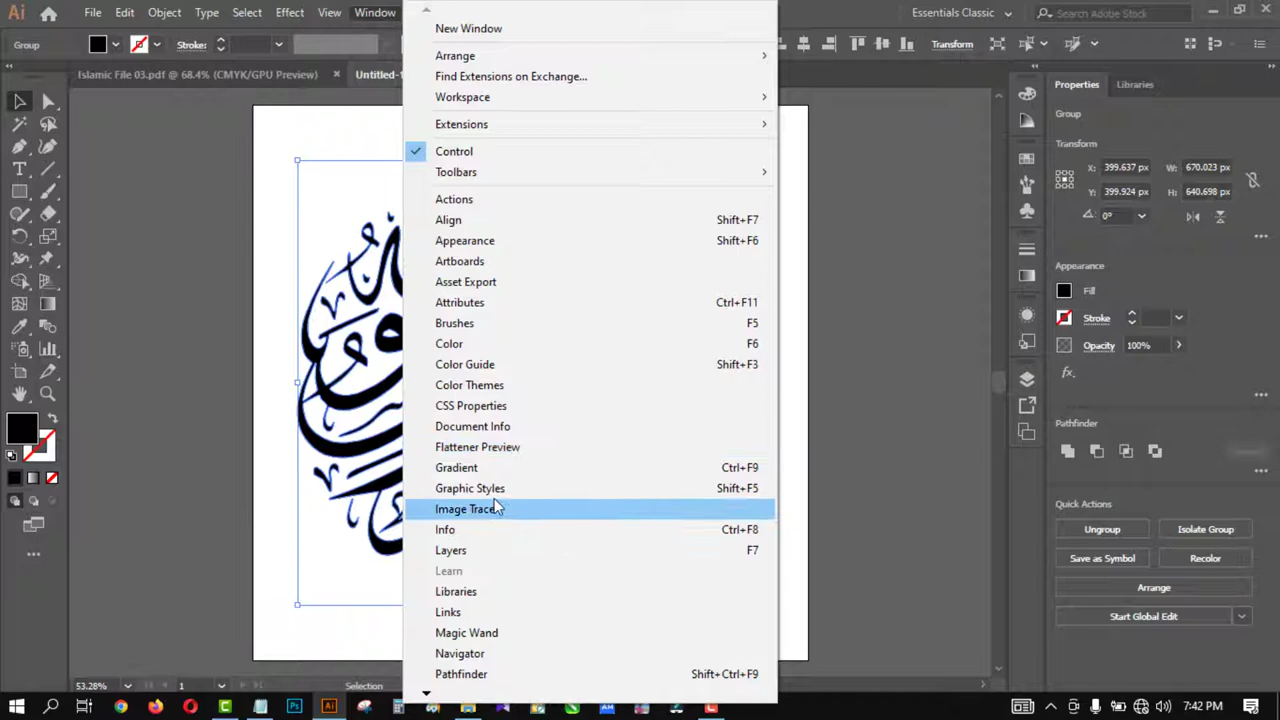 Ai File Edit Object Type Select Effect View Window Essentials Classic Search Adobe Stock
Group Stroke: Transform
Islamic File 03.pdf @ 68.4% (CMYK/GPU Preview) × Untitled-1
New Window
Arrange
Find Extensions on Exchange...
Workspace
Extensions
Control
Toolbars
Actions
Align Shift+F7
Appearance Shift+F6
Artboards
Asset Export
Attributes Ctrl+F11
Brushes F5
Color F6
Color Guide Shift+F3
Color Themes
CSS Properties
Document Info
Flattener Preview
Gradient Ctrl+F9
Graphic Styles Shift+F5
Image Trace
Info Ctrl+F8
Layers F7
Learn
Libraries
Links
Magic Wand
Navigator
Pathfinder Shift+Ctrl+F9
Properties Libraries
Group
Transform
X: 399.637 px W: 670.023 px
Y: 399.924 px H: 640.698 px
0°
Appearance
Fill
Stroke
Opacity 100%
fx.
Pathfinder
Quick Actions
Ungroup Isolate Group
Save as Symbol Recolor
Arrange
Start Global Edit
53.28% 1 Selection
Ps Ai AM 7:42 PM